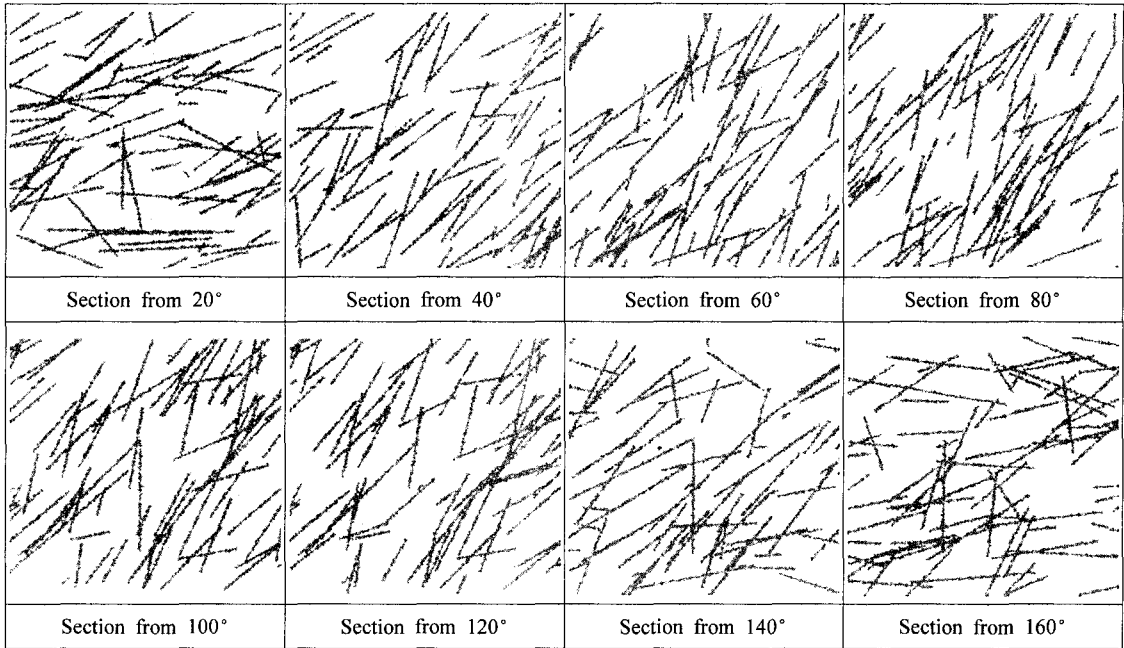 Section from 20°
Section from 40°
Section from 60°
Section from 80°
Section from 100°
Section from 120°
Section from 140°
Section from 160°